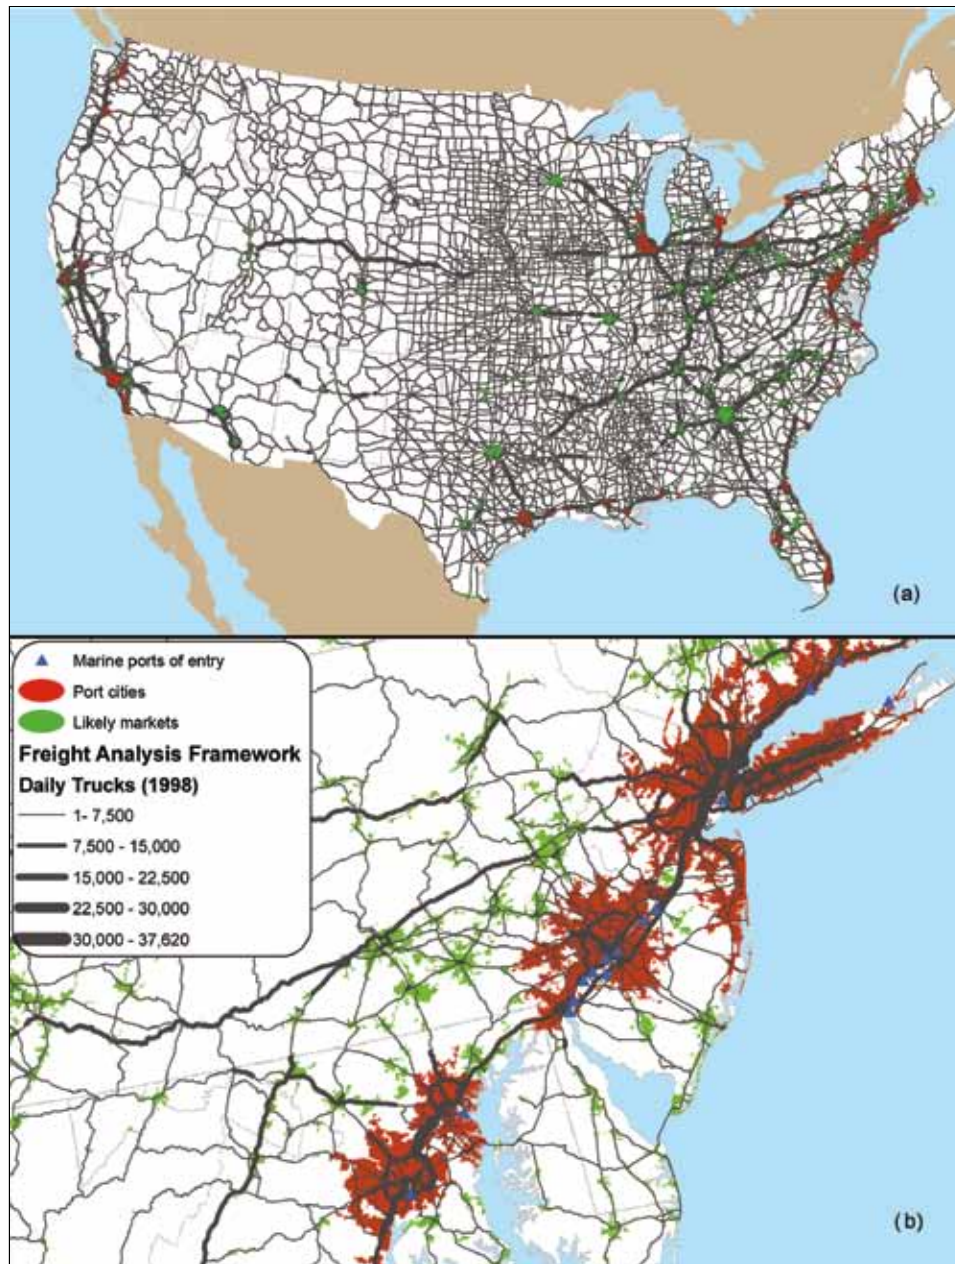 (a)
Marine ports of entry
Port cities
Likely markets
Freight Analysis Framework
Daily Trucks (1998)
1- 7,500
7,500 - 15,000
15,000 - 22,500
22,500 - 30,000
30,000 - 37,620
(b)